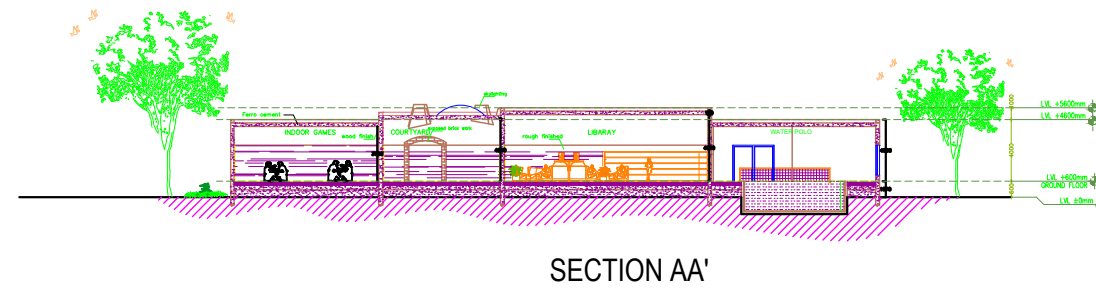 skylighting
LVL +5600mm
Ferro cement
LVL +4600mm
INDOOR GAMES
wood finish
COURTYARD
exposed brick work
rough finished
LIBARAY
WATER POLO
4000
LVL +600mm
GROUND FLOOR
LVL ±0mm
SECTION AA'